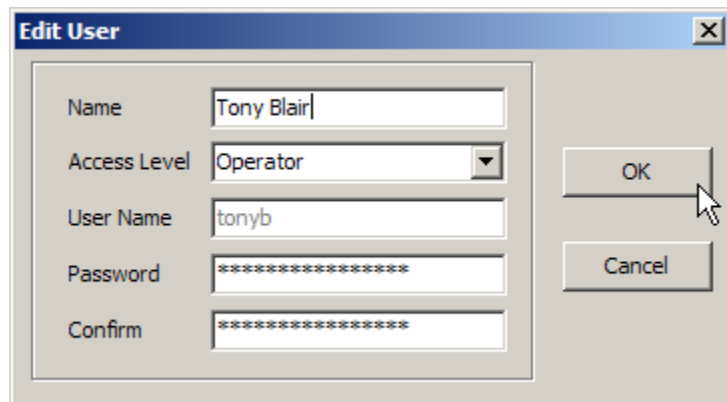 Edit User
Name Tony Blair
Access Level Operator
User Name tonyb
Password ****************
Confirm ****************
OK
Cancel